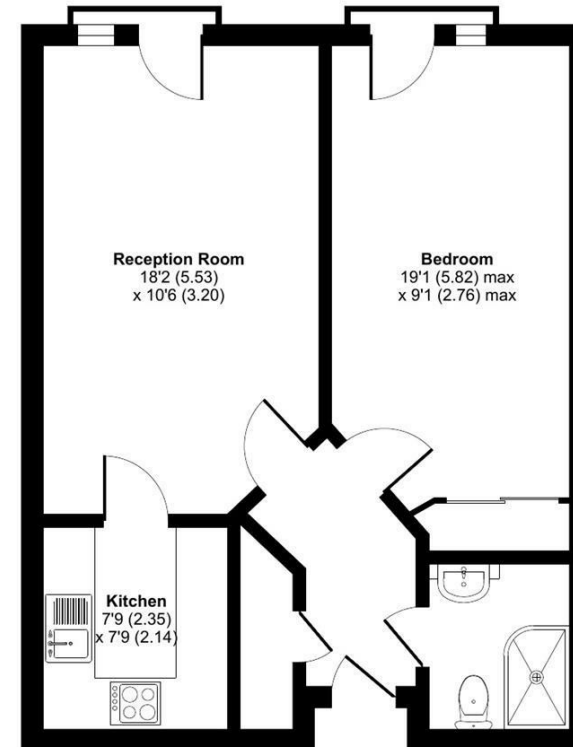 Reception Room
18'2 (5.53)
x 10'6 (3.20)
Bedroom
19'1 (5.82) max
x 9'1 (2.76) max
Kitchen
7'9 (2.35)
x 7'9 (2.14)